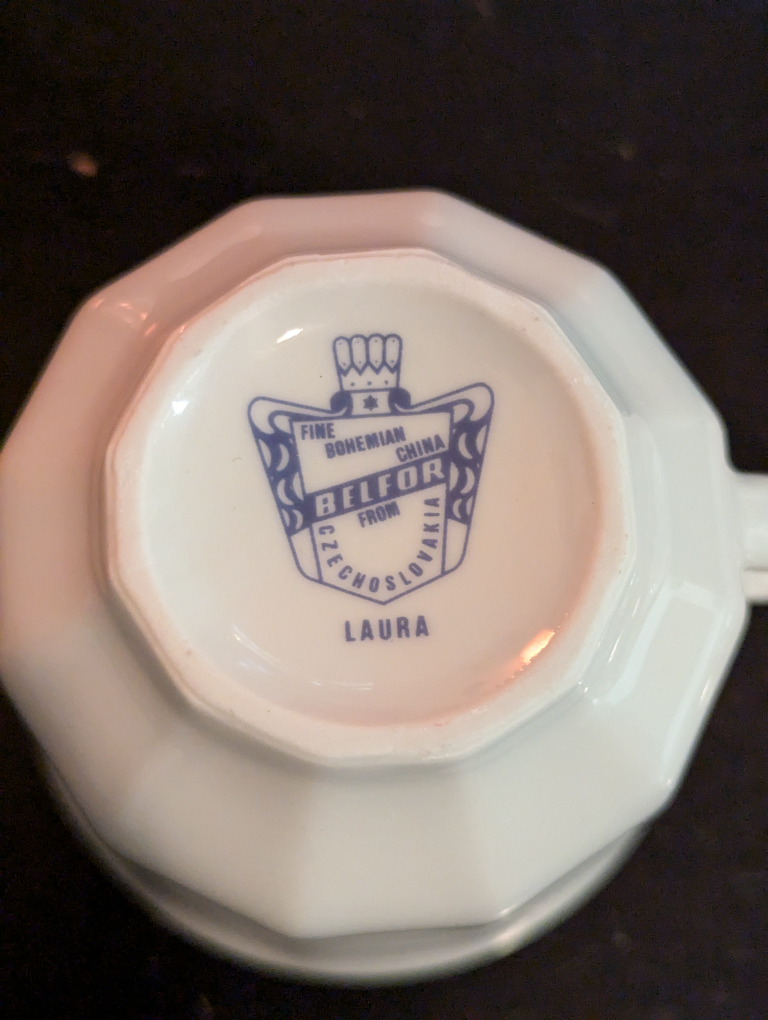 FINE
BOHEMIAN
CHINA
BELFOR
FROM
CZECHOSLOVAKIA
LAURA